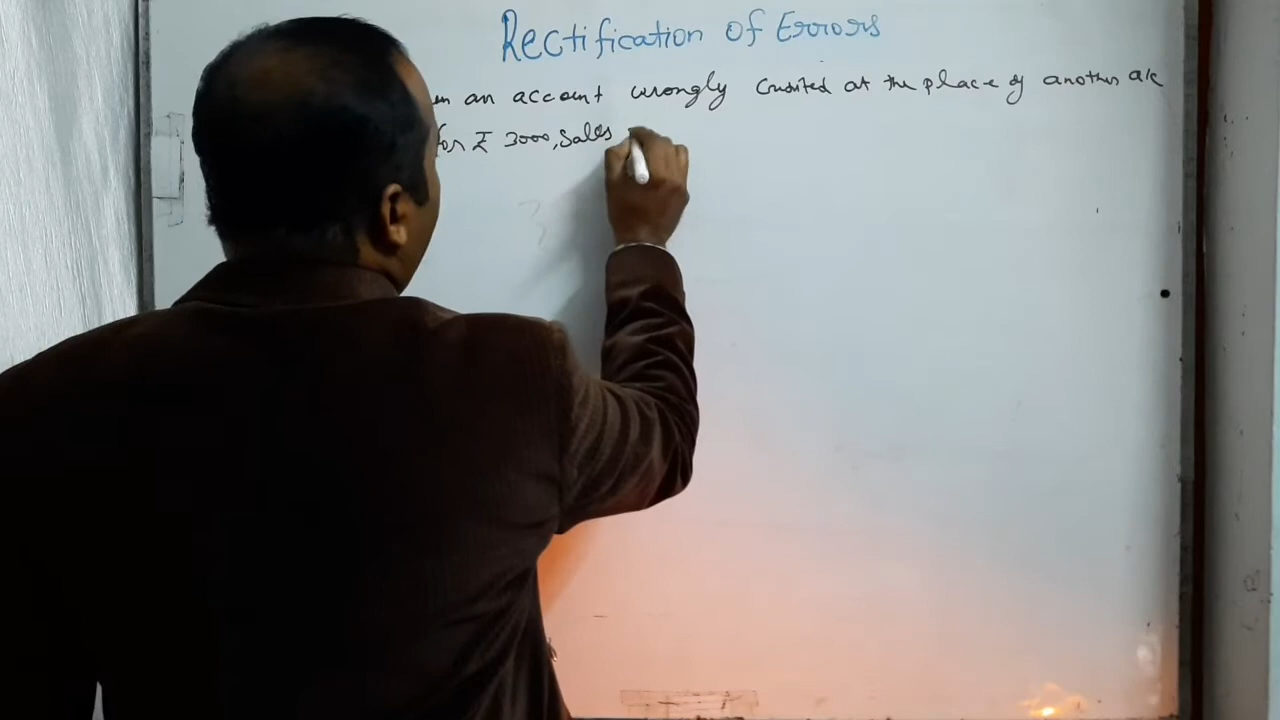 Rectification of Errors
an account wrongly Credited at the place of another a/c
for ₹ 3000, Sales